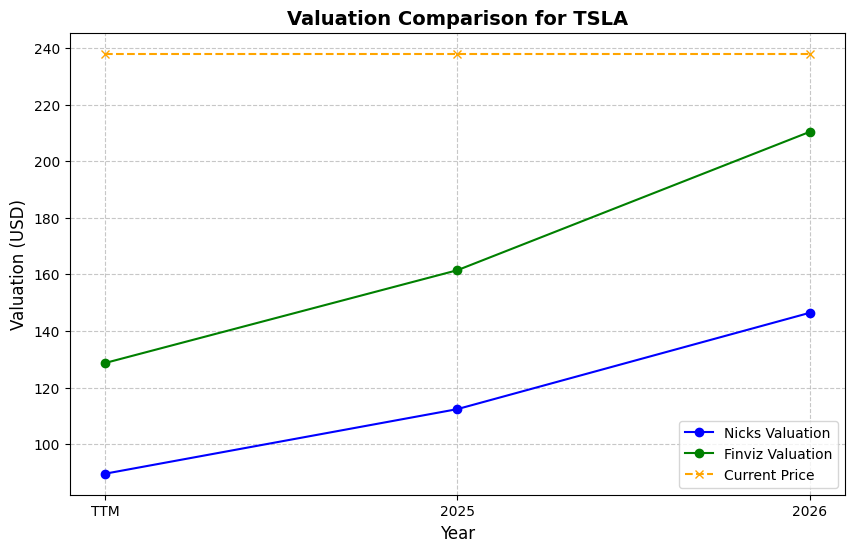 Valuation Comparison for TSLA
Valuation (USD)
240
220
200
180
160
140
120
100
TTM
2025
2026
Year
Nicks Valuation
Finviz Valuation
Current Price